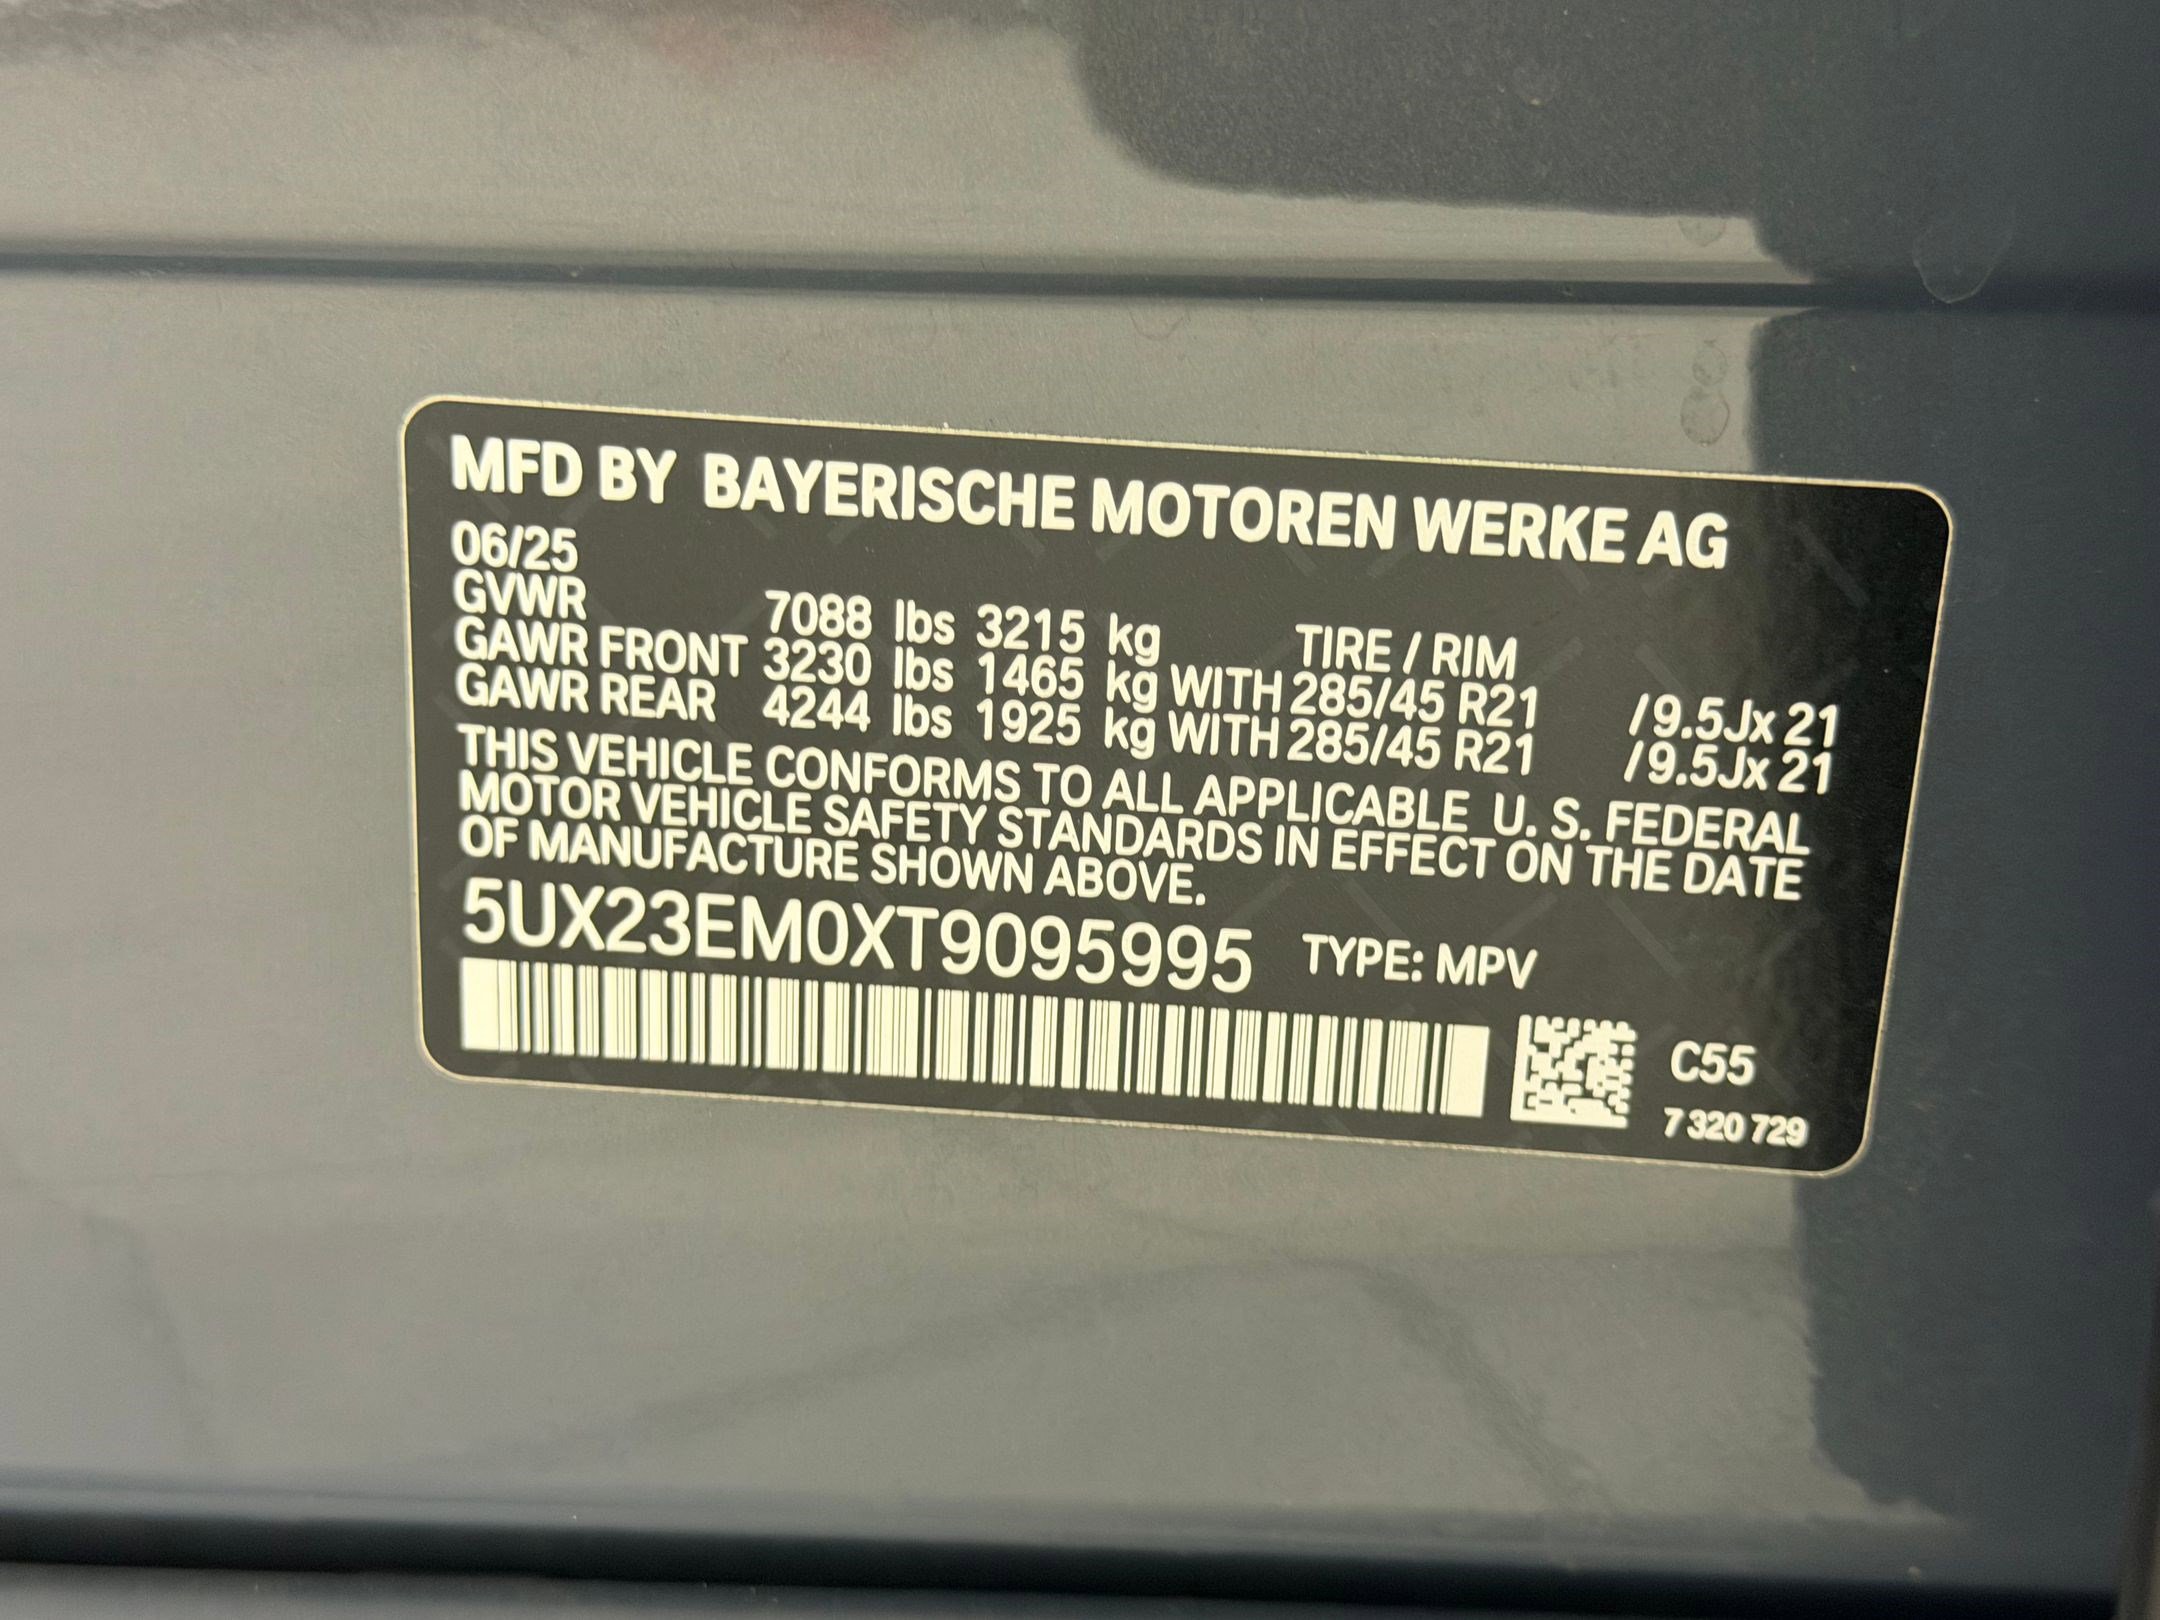 MFD BY BAYERISCHE MOTOREN WERKE AG
06/25
GVWR 7088 lbs 3215 kg TIRE / RIM
GAWR FRONT 3230 lbs 1465 kg WITH 285/45 R21 /9.5Jx 21
GAWR REAR 4244 lbs 1925 kg WITH 285/45 R21 /9.5Jx 21
THIS VEHICLE CONFORMS TO ALL APPLICABLE U. S. FEDERAL
MOTOR VEHICLE SAFETY STANDARDS IN EFFECT ON THE DATE
OF MANUFACTURE SHOWN ABOVE.
5UX23EM0XT9095995 TYPE: MPV
C55
7 320 729